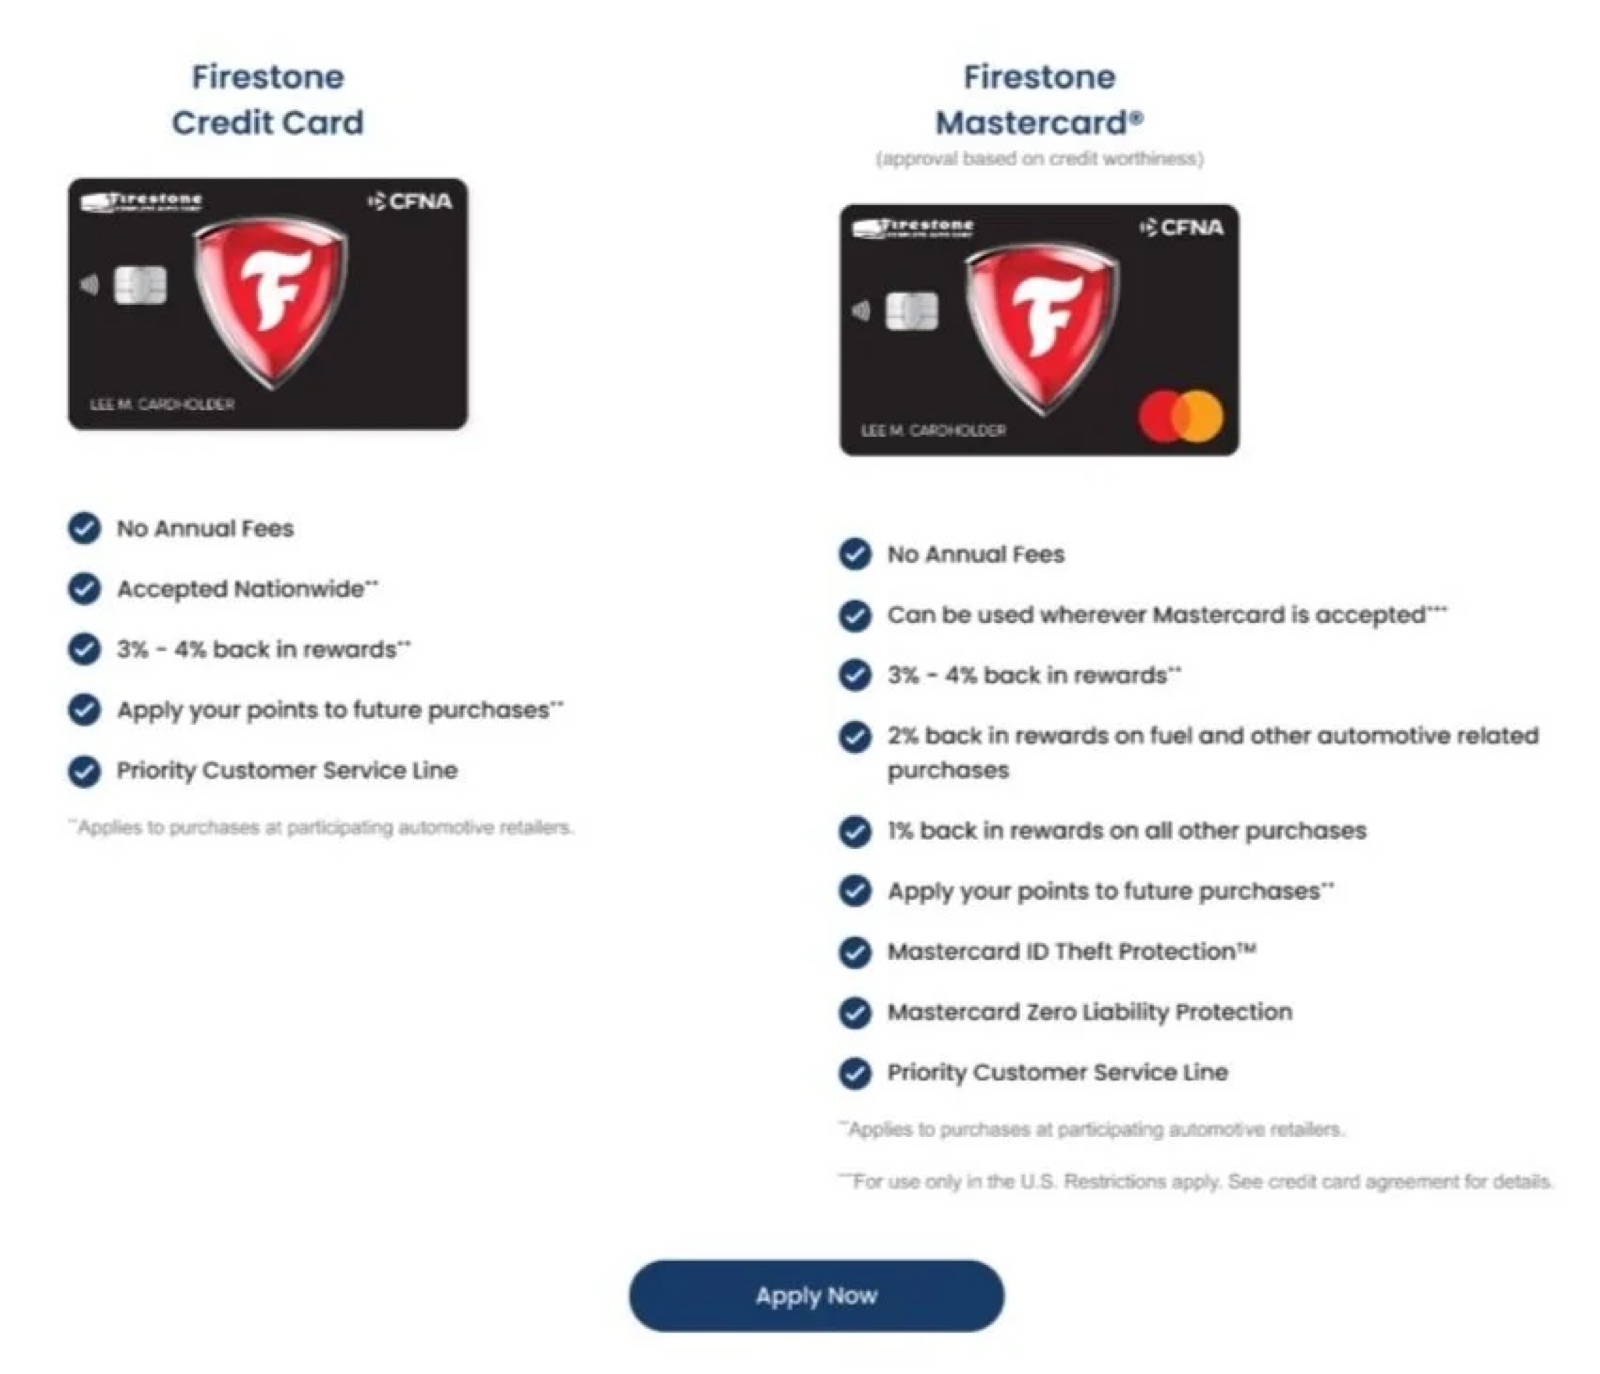 Firestone
Credit Card
Firestone
CFNA
LEE M. CARDHOLDER
No Annual Fees
Accepted Nationwide**
3% - 4% back in rewards**
Apply your points to future purchases**
Priority Customer Service Line
**Applies to purchases at participating automotive retailers.
Firestone
Mastercard®
(approval based on credit worthiness)
Firestone
CFNA
LEE M. CARDHOLDER
No Annual Fees
Can be used wherever Mastercard is accepted***
3% - 4% back in rewards**
2% back in rewards on fuel and other automotive related
purchases
1% back in rewards on all other purchases
Apply your points to future purchases**
Mastercard ID Theft Protection™
Mastercard Zero Liability Protection
Priority Customer Service Line
**Applies to purchases at participating automotive retailers.
***For use only in the U.S. Restrictions apply. See credit card agreement for details.
Apply Now